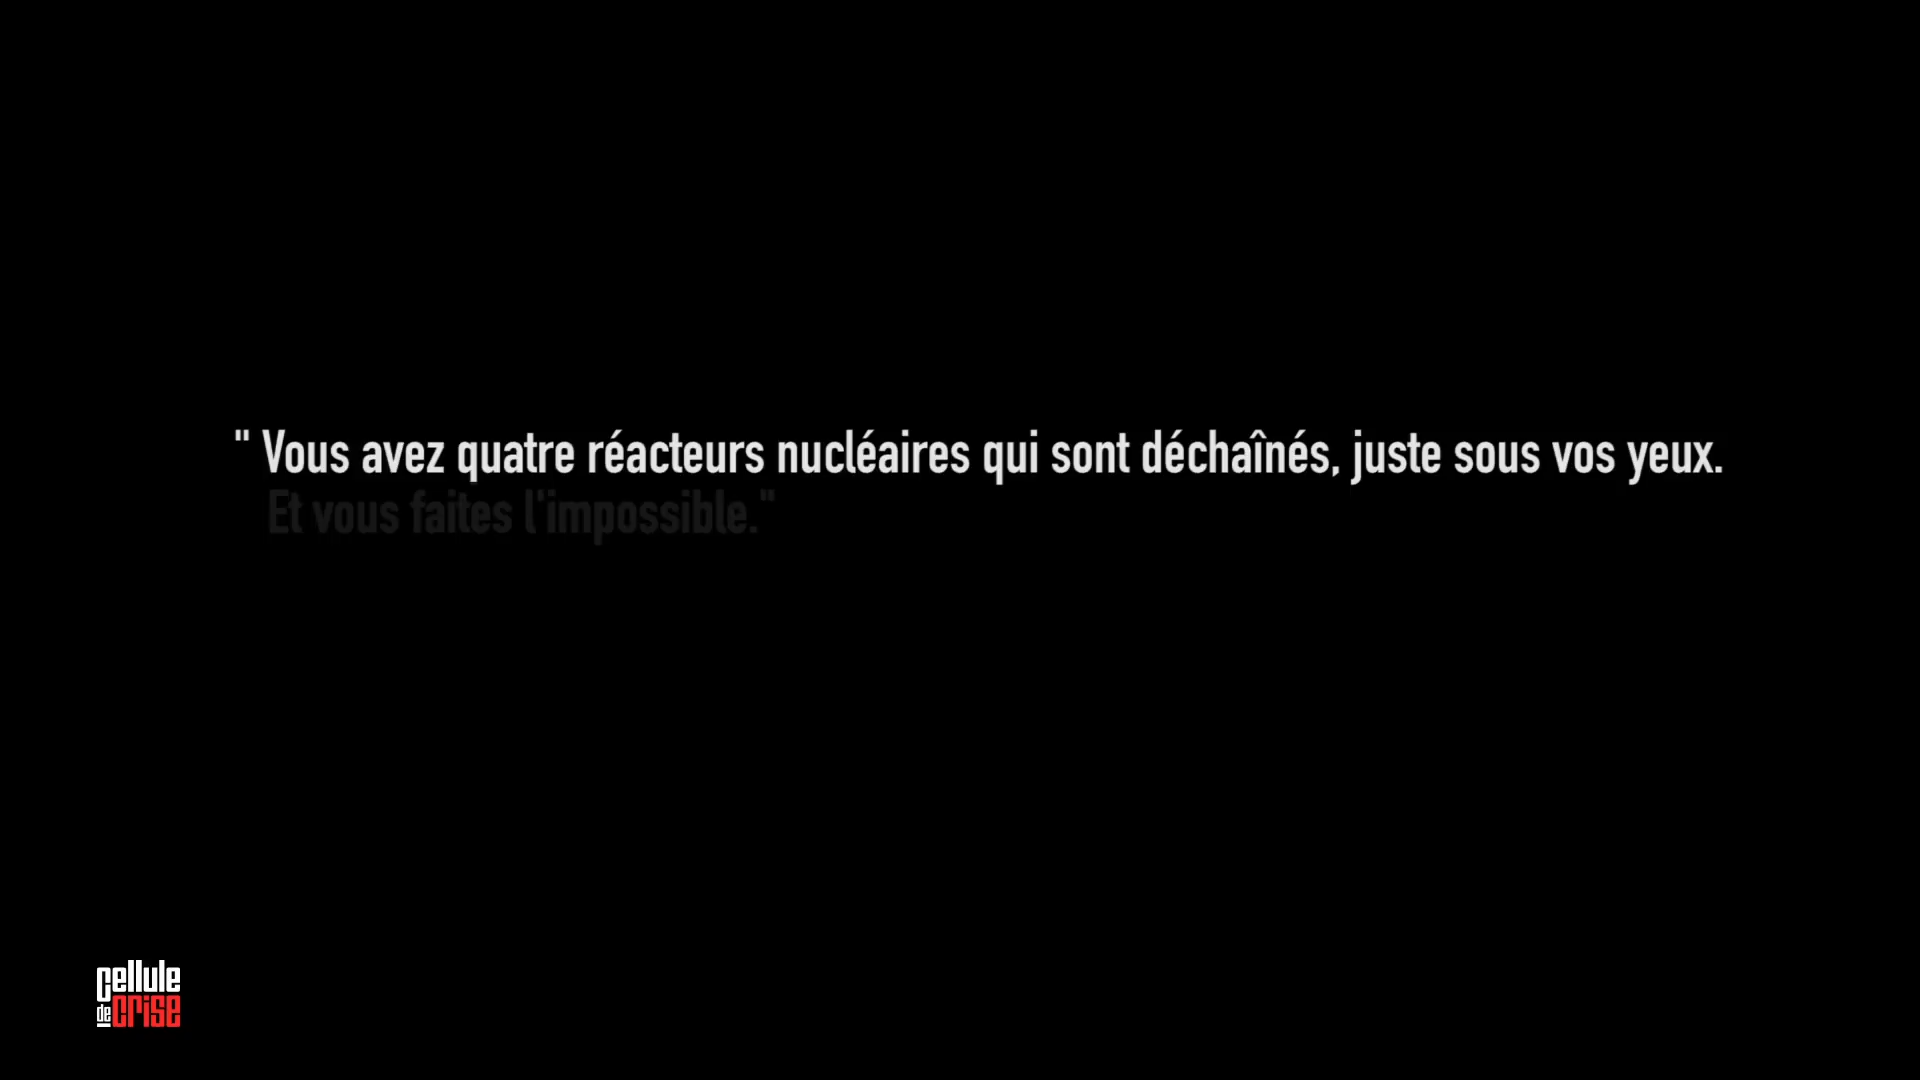 " Vous avez quatre réacteurs nucléaires qui sont déchaînés, juste sous vos yeux.
Et vous faites l'impossible."
cellule
de crise